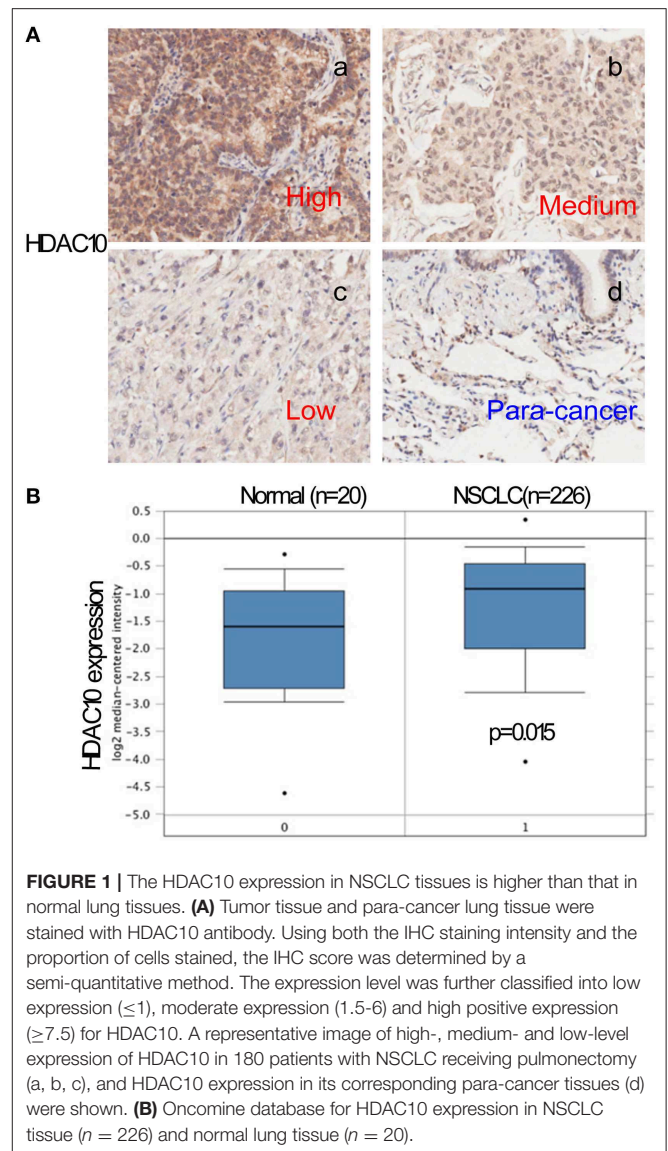 A
a
b
High
Medium
HDAC10
c
d
Low
Para-cancer
B
Normal (n=20)
NSCLC(n=226)
0.5
0.0
-0.5
-1.0
-1.5
-2.0
-2.5
-3.0
-3.5
-4.0
-4.5
-5.0
HDAC10 expression
log2 median-centered intensity
p=0.015
0
1
FIGURE 1 | The HDAC10 expression in NSCLC tissues is higher than that in
normal lung tissues. (A) Tumor tissue and para-cancer lung tissue were
stained with HDAC10 antibody. Using both the IHC staining intensity and the
proportion of cells stained, the IHC score was determined by a
semi-quantitative method. The expression level was further classified into low
expression (≤1), moderate expression (1.5-6) and high positive expression
(≥7.5) for HDAC10. A representative image of high-, medium- and low-level
expression of HDAC10 in 180 patients with NSCLC receiving pulmonectomy
(a, b, c), and HDAC10 expression in its corresponding para-cancer tissues (d)
were shown. (B) Oncomine database for HDAC10 expression in NSCLC
tissue (n = 226) and normal lung tissue (n = 20).